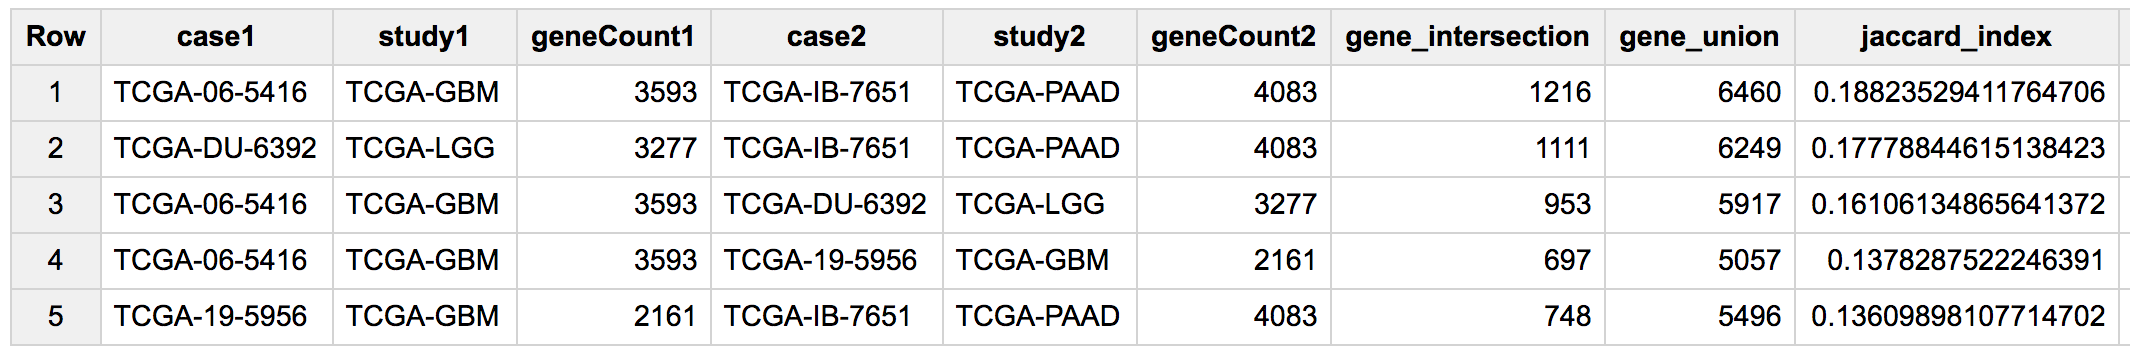 Row case1 study1 geneCount1 case2 study2 geneCount2 gene_intersection gene_union jaccard_index
1 TCGA-06-5416 TCGA-GBM 3593 TCGA-IB-7651 TCGA-PAAD 4083 1216 6460 0.18823529411764706
2 TCGA-DU-6392 TCGA-LGG 3277 TCGA-IB-7651 TCGA-PAAD 4083 1111 6249 0.17778844615138423
3 TCGA-06-5416 TCGA-GBM 3593 TCGA-DU-6392 TCGA-LGG 3277 953 5917 0.16106134865641372
4 TCGA-06-5416 TCGA-GBM 3593 TCGA-19-5956 TCGA-GBM 2161 697 5057 0.1378287522246391
5 TCGA-19-5956 TCGA-GBM 2161 TCGA-IB-7651 TCGA-PAAD 4083 748 5496 0.13609898107714702